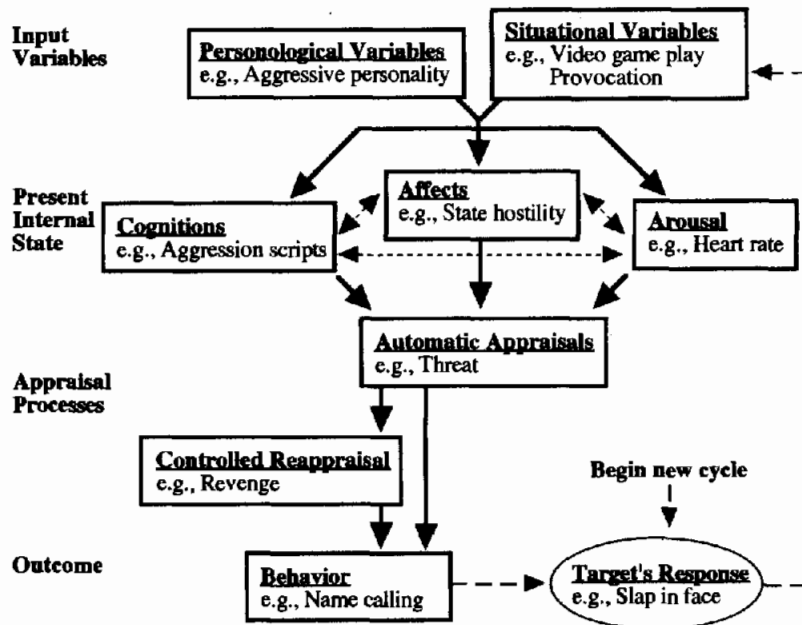 Input
Variables
Personological Variables
e.g., Aggressive personality
Situational Variables
e.g., Video game play
Provocation
Present
Internal
State
Cognitions
e.g., Aggression scripts
Affects
e.g., State hostility
Arousal
e.g., Heart rate
Appraisal
Processes
Automatic Appraisals
e.g., Threat
Controlled Reappraisal
e.g., Revenge
Begin new cycle
Outcome
Behavior
e.g., Name calling
Target's Response
e.g., Slap in face